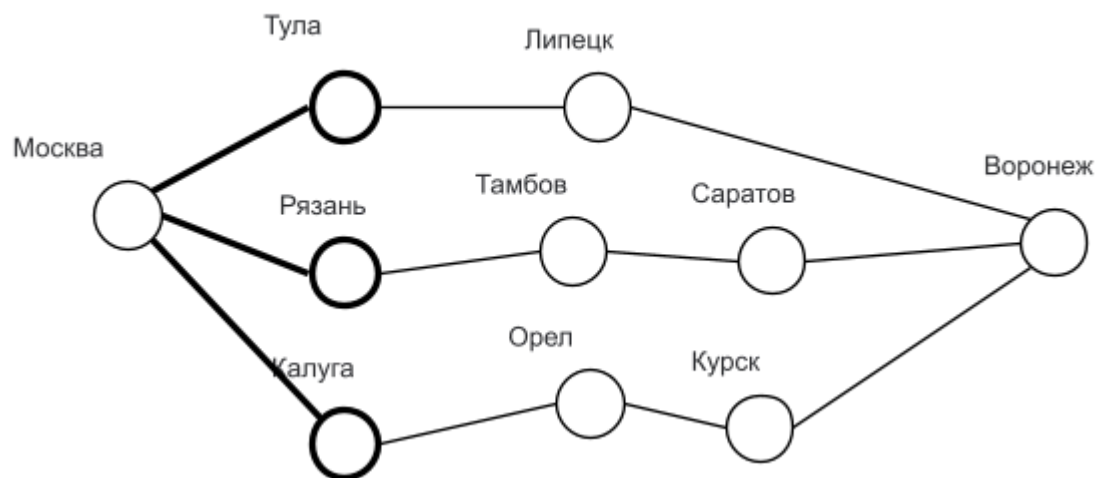 Тула
Липецк
Москва
Воронеж
Тамбов
Саратов
Рязань
Орел
Курск
Калуга